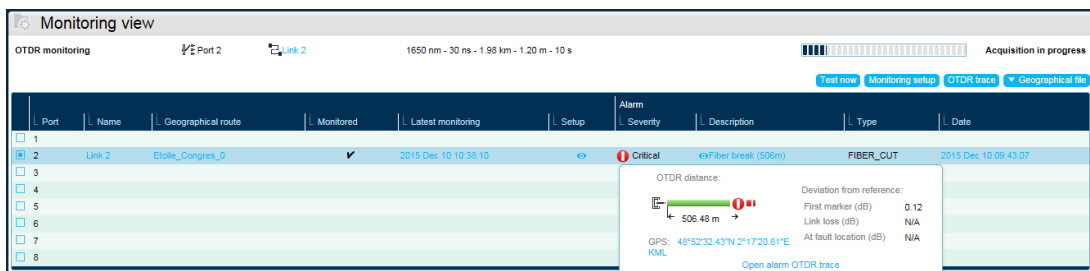 Monitoring view
OTDR monitoring Port 2 Link 2 1650 nm - 30 ns - 1.98 km - 1.20 m - 10 s Acquisition in progress
Test now Monitoring setup OTDR trace Geographical file
Alarm
Port Name Geographical route Monitored Latest monitoring Setup Severity Description Type Date
1
2 Link 2 Etoile_Congres_0 ✔ 2015 Dec 10 10:38:10 Critical Fiber break (506m) FIBER_CUT 2015 Dec 10 09:43:07
3
4
5
6
7
8
OTDR distance:
506.48 m
GPS: 48°52'32.43"N 2°17'20.81"E
KML
Deviation from reference:
First marker (dB) 0.12
Link loss (dB) N/A
At fault location (dB) N/A
Open alarm OTDR trace